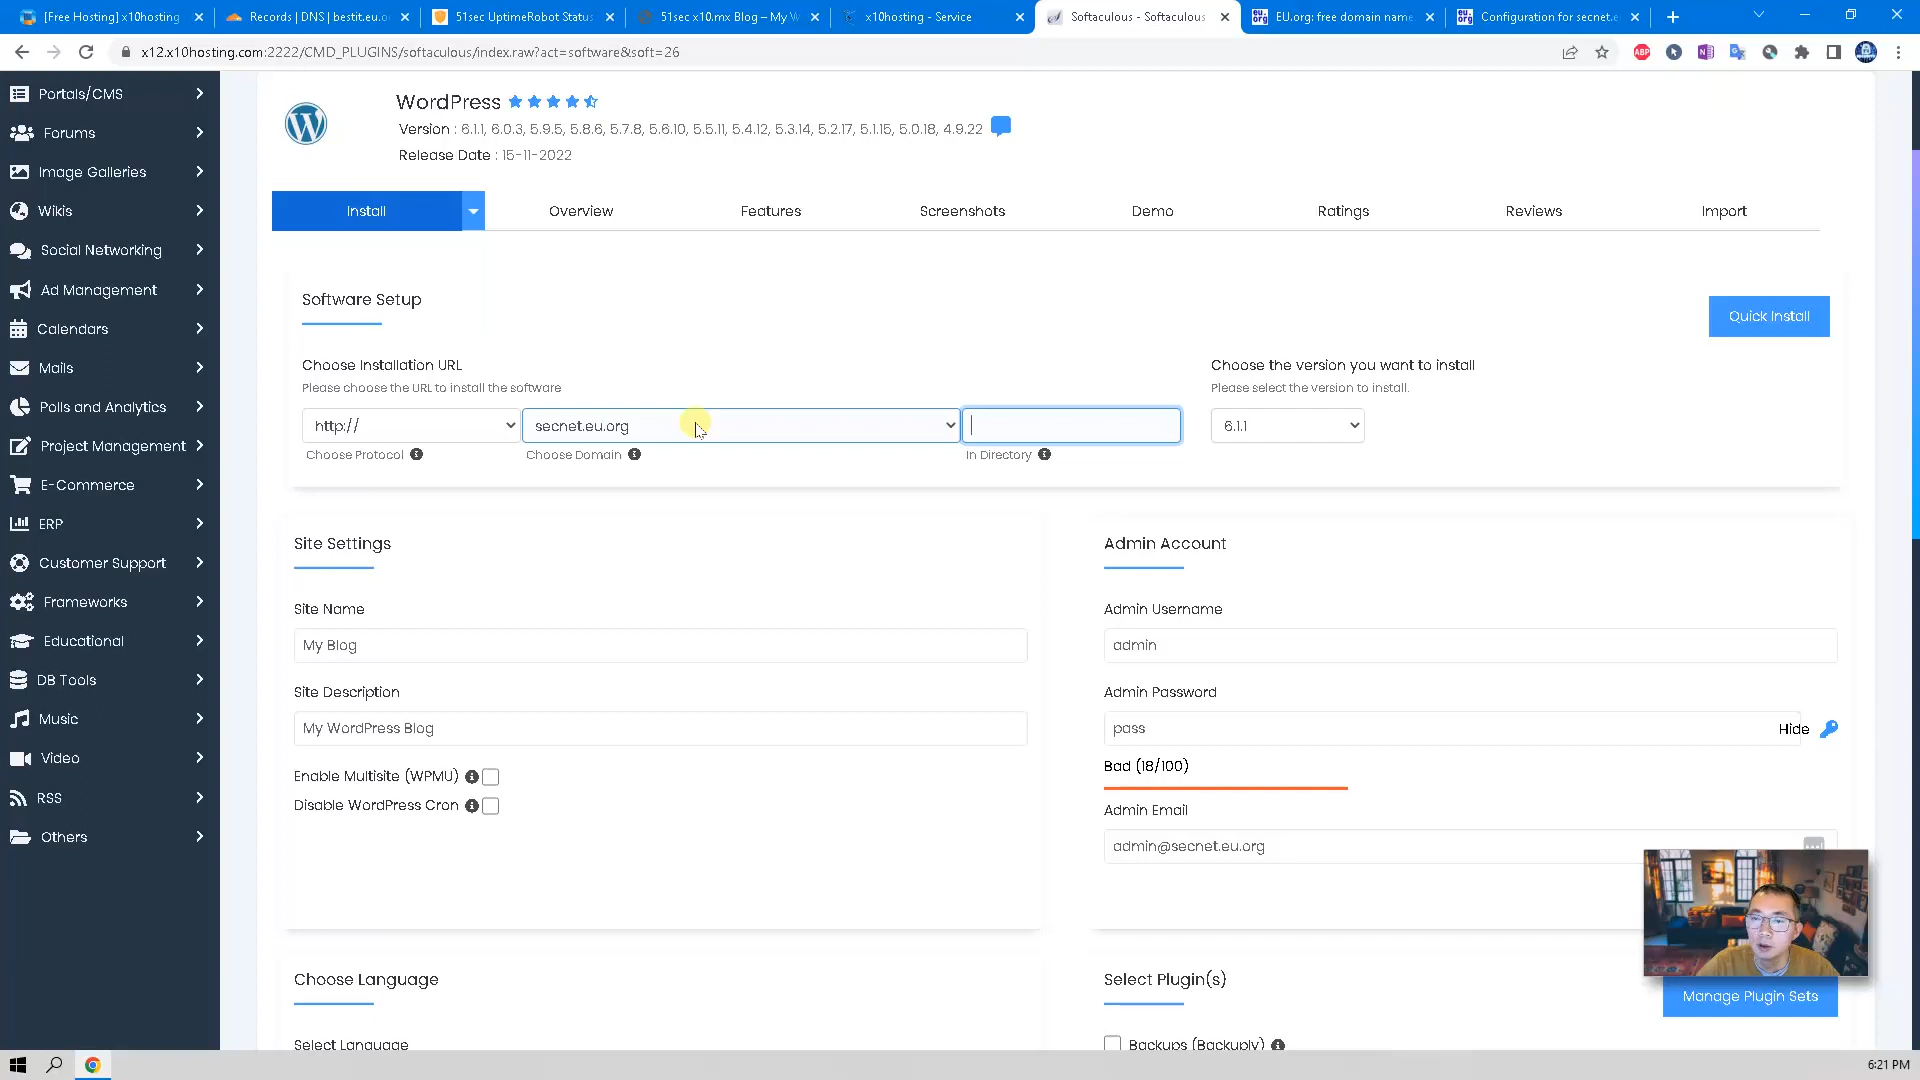 [Free Hosting] x10hosting
Records | DNS | bestit.eu.o
51sec UptimeRobot Status
51sec x10.mx Blog – My W
x10hosting - Service
Softaculous - Softaculous
EU.org: free domain name
Configuration for secnet.e
x12.x10hosting.com:2222/CMD_PLUGINS/softaculous/index.raw?act=software&soft=26
ABP
Portals/CMS
Forums
Image Galleries
Wikis
Social Networking
Ad Management
Calendars
Mails
Polls and Analytics
Project Management
E-Commerce
ERP
Customer Support
Frameworks
Educational
DB Tools
Music
Video
RSS
Others
WordPress
Version : 6.1.1, 6.0.3, 5.9.5, 5.8.6, 5.7.8, 5.6.10, 5.5.11, 5.4.12, 5.3.14, 5.2.17, 5.1.15, 5.0.18, 4.9.22
Release Date : 15-11-2022
Install
Overview
Features
Screenshots
Demo
Ratings
Reviews
Import
Software Setup
Quick Install
Choose Installation URL
Please choose the URL to install the software
http://
secnet.eu.org
Choose Protocol
Choose Domain
In Directory
Choose the version you want to install
Please select the version to install.
6.1.1
Site Settings
Site Name
My Blog
Site Description
My WordPress Blog
Enable Multisite (WPMU)
Disable WordPress Cron
Admin Account
Admin Username
admin
Admin Password
pass
Hide
Bad (18/100)
Admin Email
admin@secnet.eu.org
Choose Language
Select Language
Select Plugin(s)
Manage Plugin Sets
Backups (Backuply)
6:21 PM